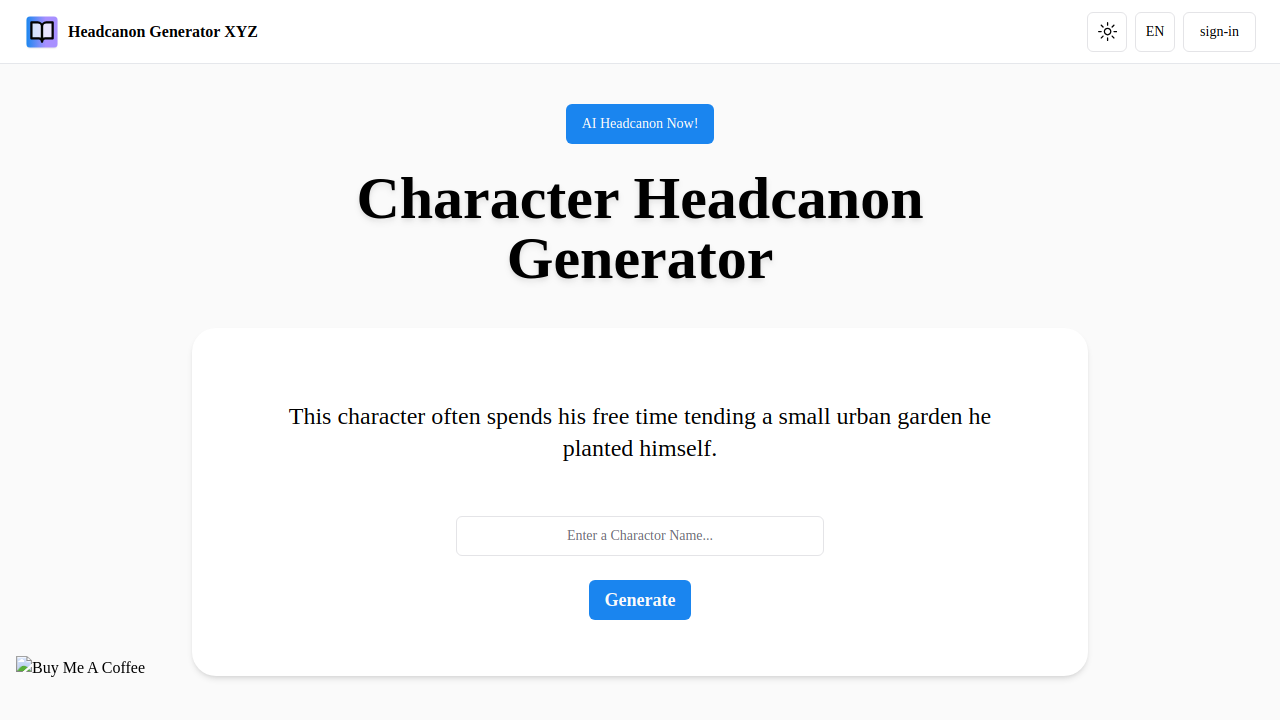 Headcanon Generator XYZ
EN
sign-in
AI Headcanon Now!
Character Headcanon
Generator
This character often spends his free time tending a small urban garden he
planted himself.
Enter a Charactor Name...
Generate
Buy Me A Coffee